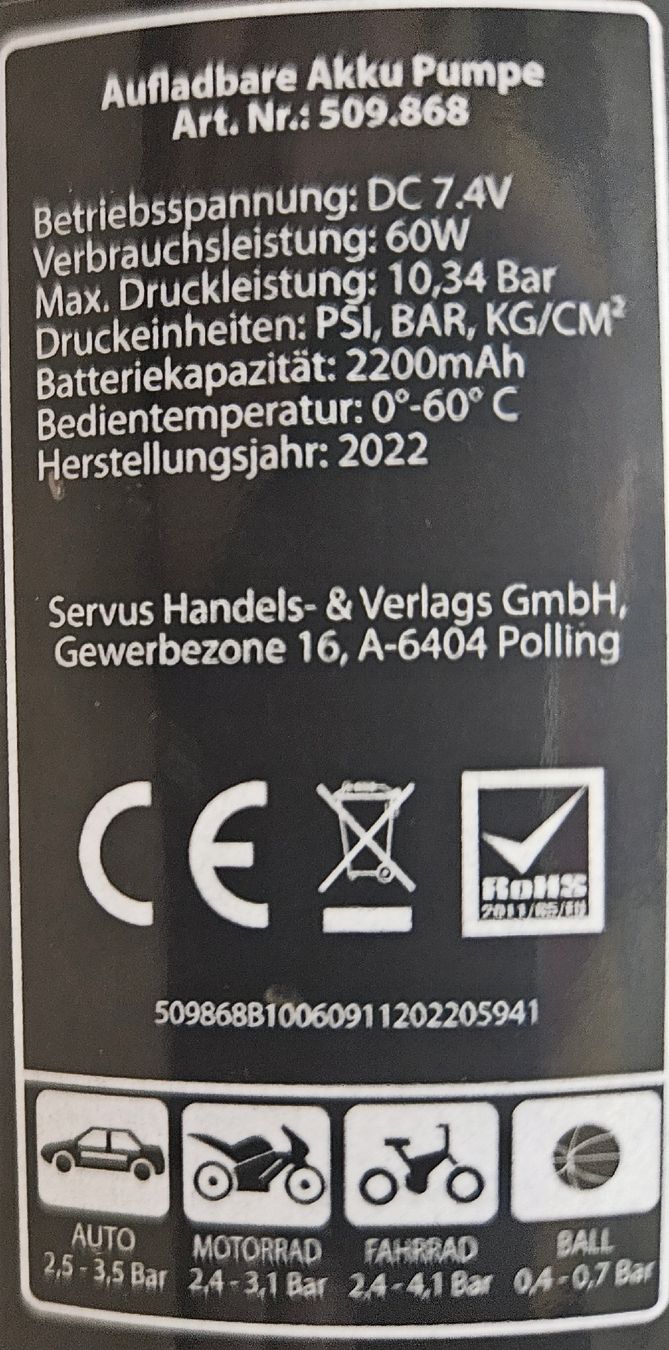 Aufladbare Akku Pumpe
Art. Nr.: 509.868
Betriebsspannung: DC 7.4V
Verbrauchsleistung: 60W
Max. Druckleistung: 10,34 Bar
Druckeinheiten: PSI, BAR, KG/CM²
Batteriekapazität: 2200mAh
Bedientemperatur: 0°-60° C
Herstellungsjahr: 2022
Servus Handels- & Verlags GmbH,
Gewerbezone 16, A-6404 Polling
CE
RoHS
2011/65/EU
509868B10060911202205941
AUTO
2,5 - 3,5 Bar
MOTORRAD
2,4 - 3,1 Bar
FAHRRAD
2,4 - 4,1 Bar
BALL
0,4 - 0,7 Bar